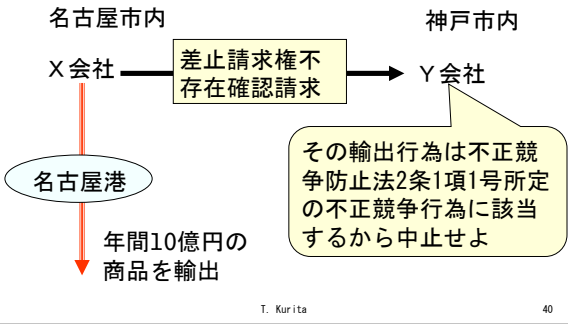 名古屋市内
神戸市内
X会社
差止請求権不
存在確認請求
Y会社
その輸出行為は不正競
争防止法2条1項1号所定
の不正競争行為に該当
するから中止せよ
名古屋港
年間10億円の
商品を輸出
T. Kurita
40